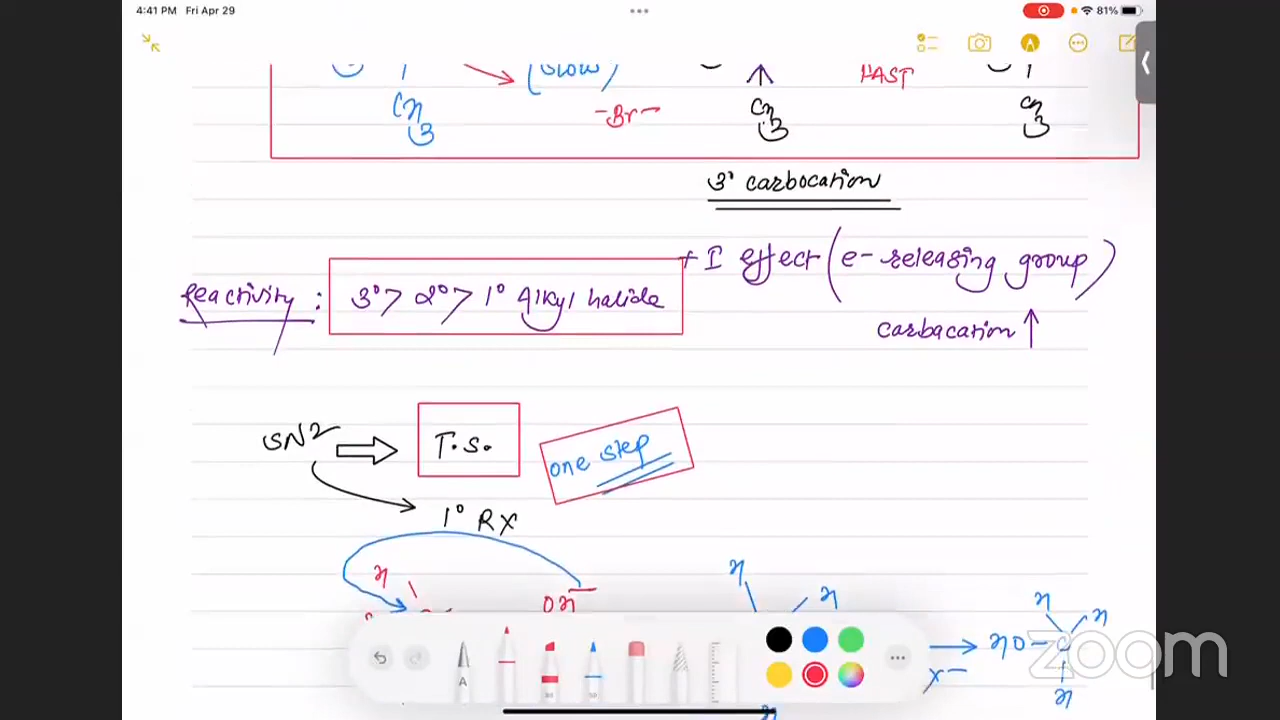 4:41 PM Fri Apr 29
81%
(Slow)
FAST
CH3
-Br-
CH3
CH3
3° carbocation
+ I effect (e- releasing group)
Reactivity : 3° > 2° > 1° Alkyl halide
carbacation ↑
SN2 ⇒ T.S. one step
1° RX
H
OH
H
H
H
H
HO-C
→
X-
H
zoom